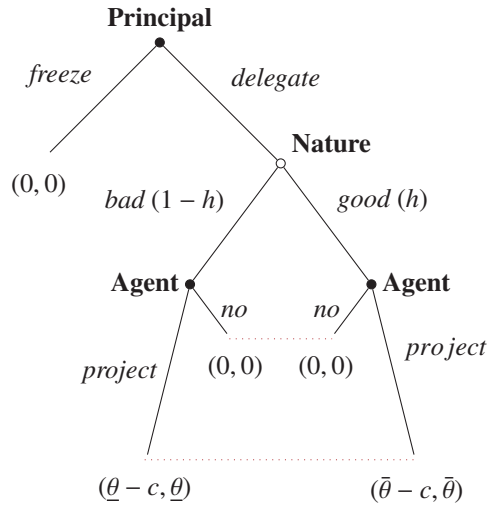 Principal
freeze
delegate
Nature
(0, 0)
bad (1 − h)
good (h)
Agent
Agent
no
no
project
(0, 0)
(0, 0)
project
(θ̲ − c, θ̲)
(θ̄ − c, θ̄)